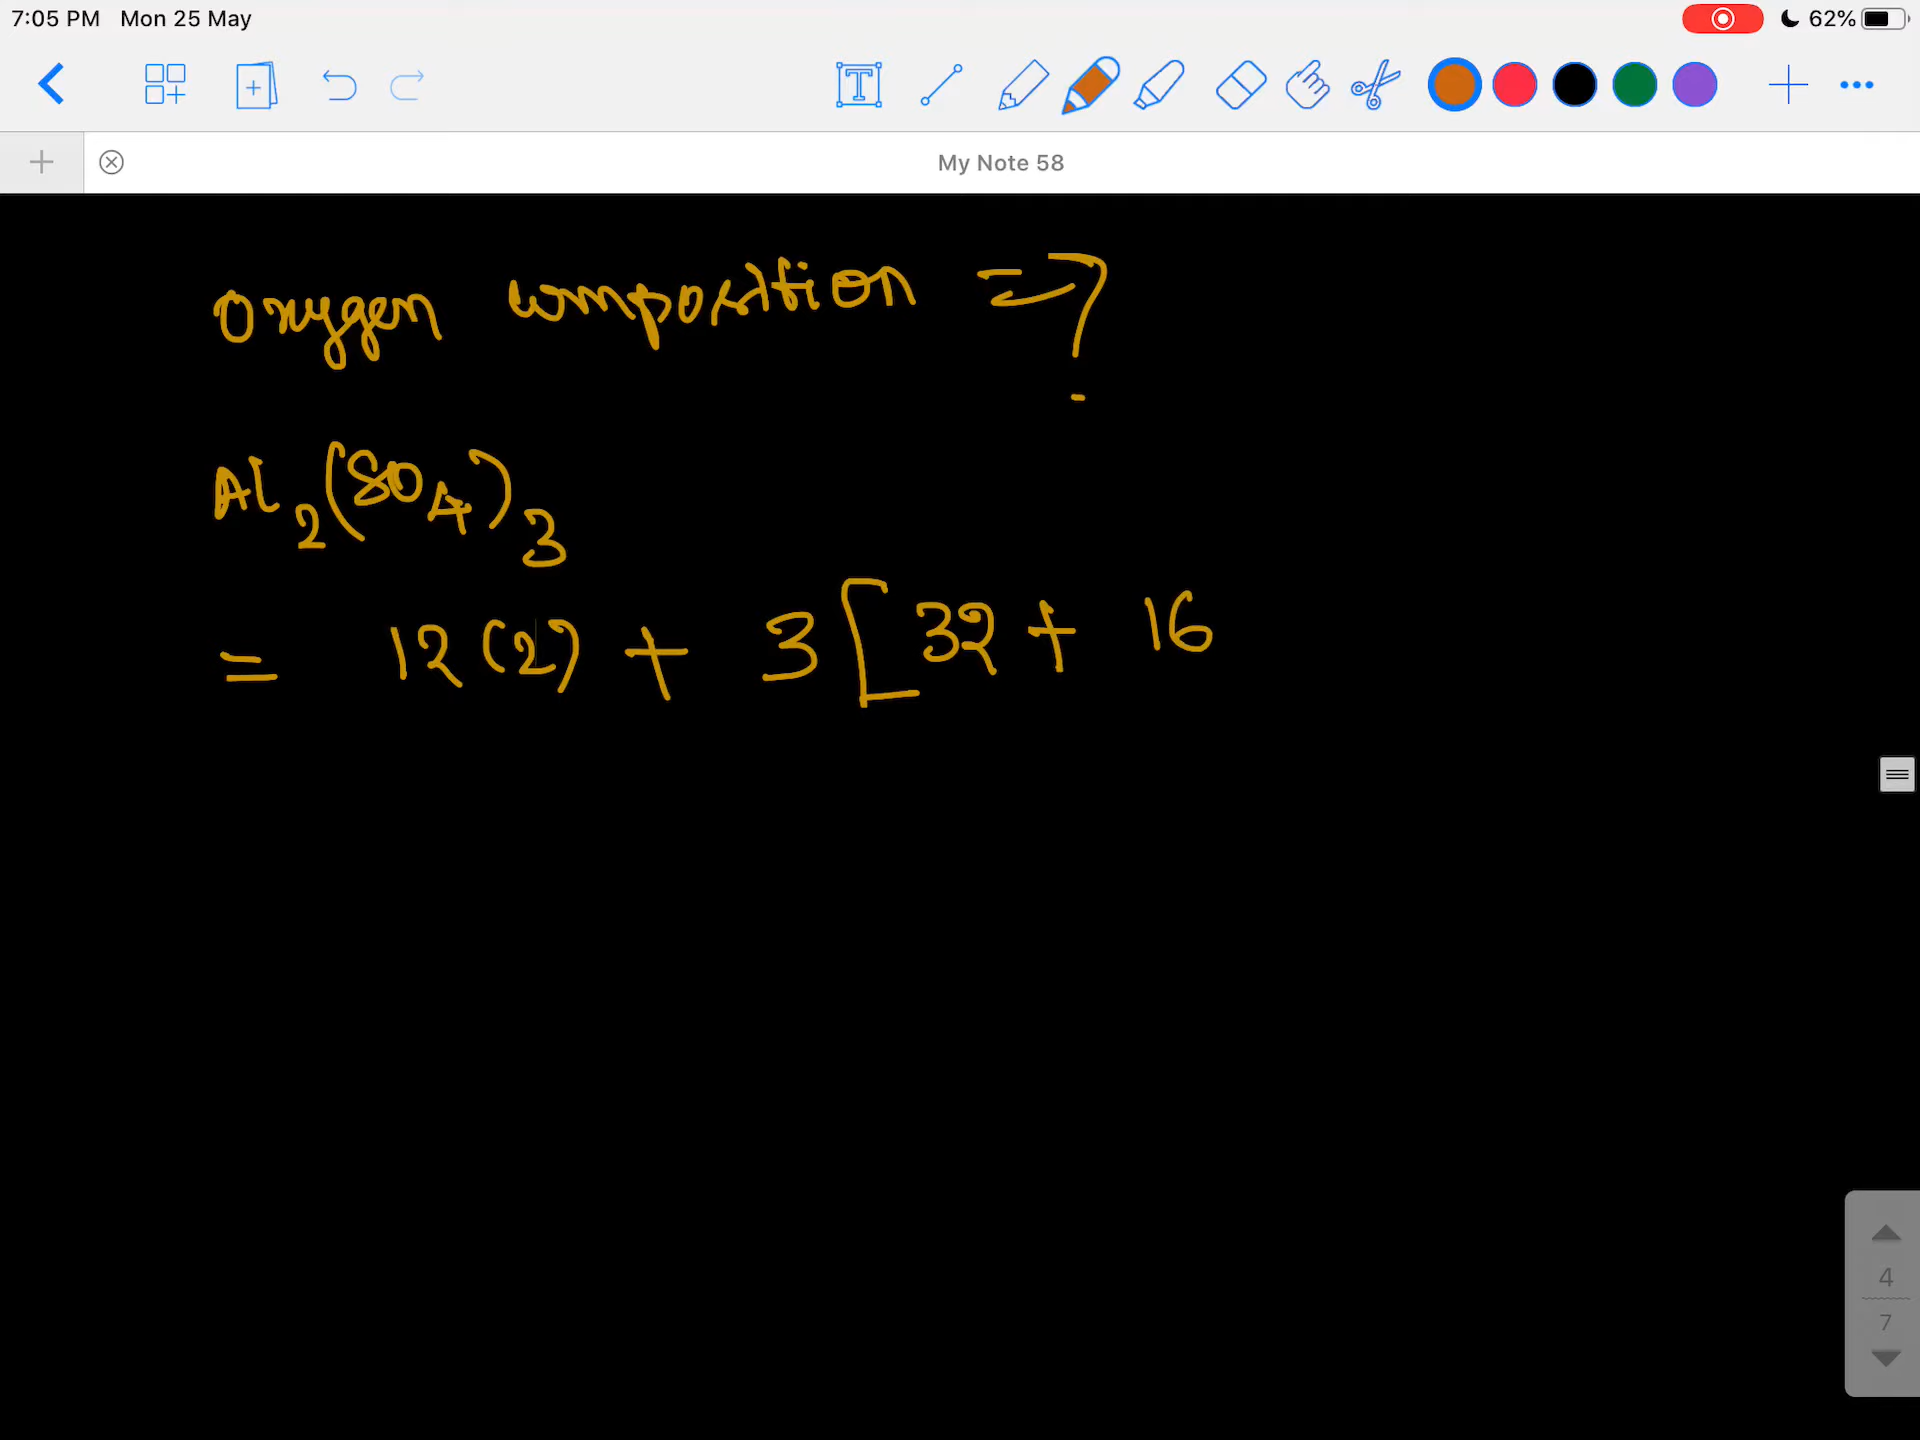 7:05 PM Mon 25 May 62%
T
My Note 58
Oxygen composition =?
Al2(SO4)3
= 12(2) + 3[32 + 16
4
7